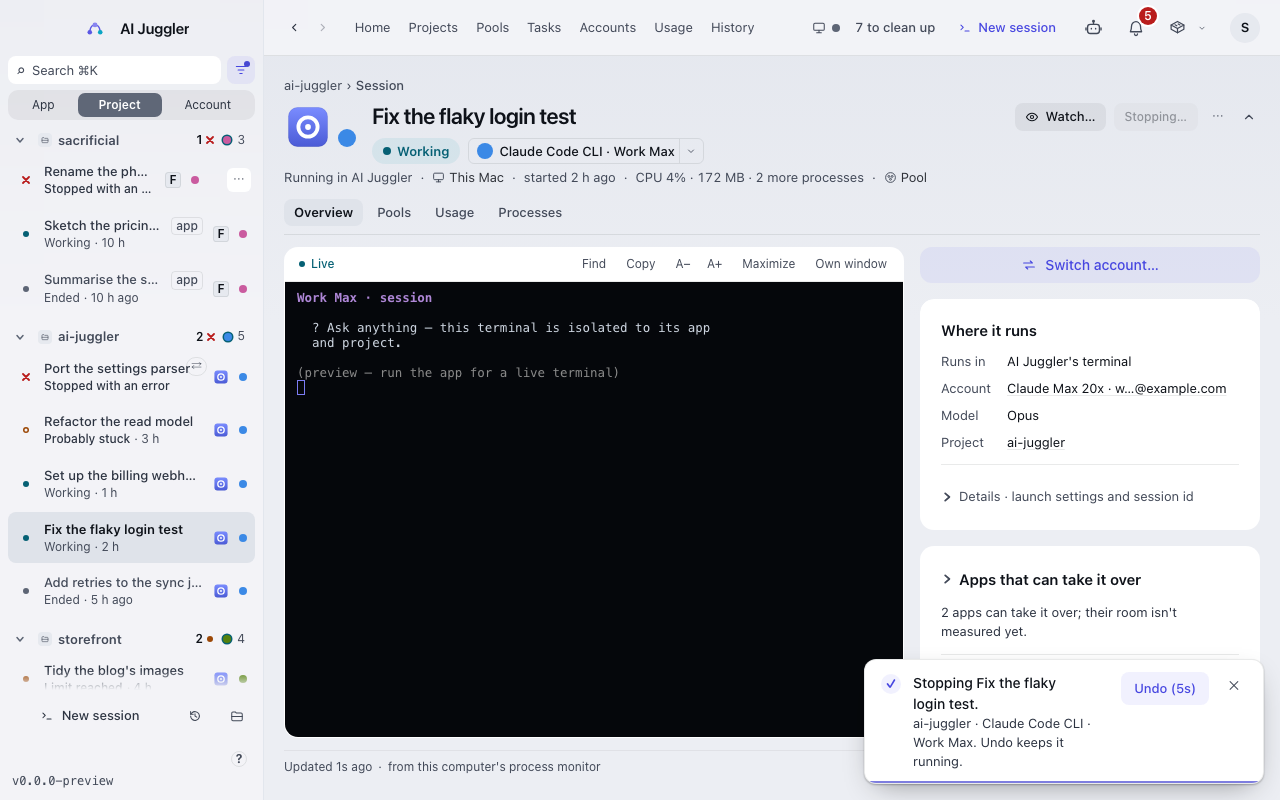 AI Juggler
Search ⌘K
App
Project
Account
sacrificial
1
3
Rename the ph...
Stopped with an ...
F
Sketch the pricin...
app
Working · 10 h
F
Summarise the s...
app
Ended · 10 h ago
F
ai-juggler
2
5
Port the settings parser
Stopped with an error
Refactor the read model
Probably stuck · 3 h
Set up the billing webh...
Working · 1 h
Fix the flaky login test
Working · 2 h
Add retries to the sync j...
Ended · 5 h ago
storefront
2
4
Tidy the blog's images
Limit reached · 4 h
New session
?
v0.0.0-preview
Home
Projects
Pools
Tasks
Accounts
Usage
History
7 to clean up
New session
5
S
ai-juggler › Session
Fix the flaky login test
Watch...
Stopping...
Working
Claude Code CLI · Work Max
Running in AI Juggler · This Mac · started 2 h ago · CPU 4% · 172 MB · 2 more processes · Pool
Overview
Pools
Usage
Processes
Live
Find
Copy
A–
A+
Maximize
Own window
Work Max · session
? Ask anything — this terminal is isolated to its app
and project.
(preview — run the app for a live terminal)
Updated 1s ago · from this computer's process monitor
Switch account...
Where it runs
Runs in AI Juggler's terminal
Account Claude Max 20x · w...@example.com
Model Opus
Project ai-juggler
Details · launch settings and session id
Apps that can take it over
2 apps can take it over; their room isn't
measured yet.
Stopping Fix the flaky
login test.
ai-juggler · Claude Code CLI ·
Work Max. Undo keeps it
running.
Undo (5s)